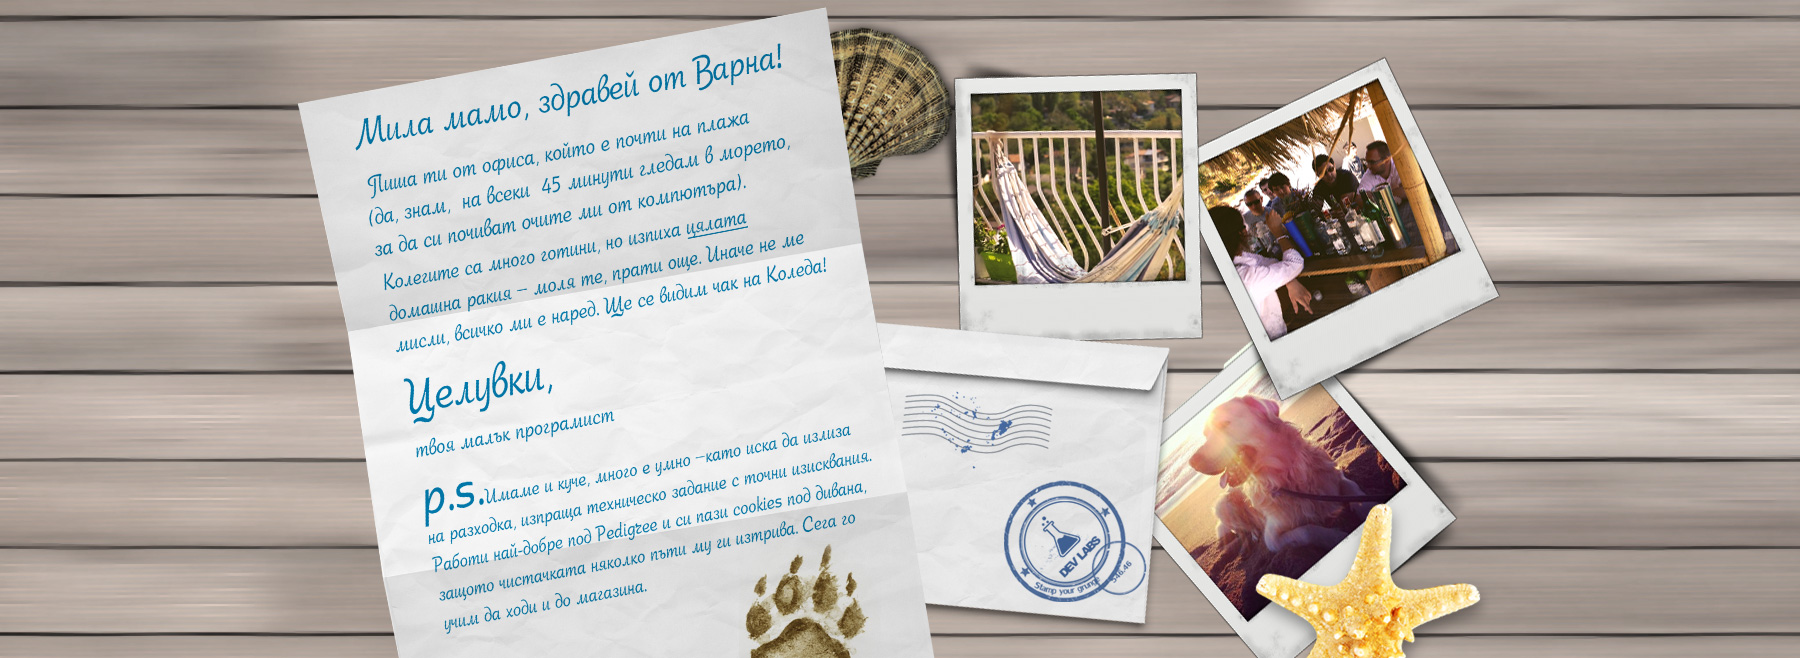 Мила мамо, здравей от Варна!
Пиша ти от офиса, който е почти на плажа
(да, знам, на всеки 45 минути гледам в морето,
за да си почиват очите ми от компютъра).
Колегите са много готини, но изпиха цялата
домашна ракия – моля те, прати още. Иначе не ме
мисли, всичко ми е наред. Ще се видим чак на Коледа!
Целувки,
твоя малък програмист
p.s. Имаме и куче, много е умно –като иска да излиза
на разходка, изпраща техническо задание с точни изисквания.
Работи най-добре под Pedigree и си пази cookies под дивана,
защото чистачката няколко пъти му ги изтрива. Сега го
учим да ходи и до магазина.
DEV LABS
Stamp your grunge
546.46